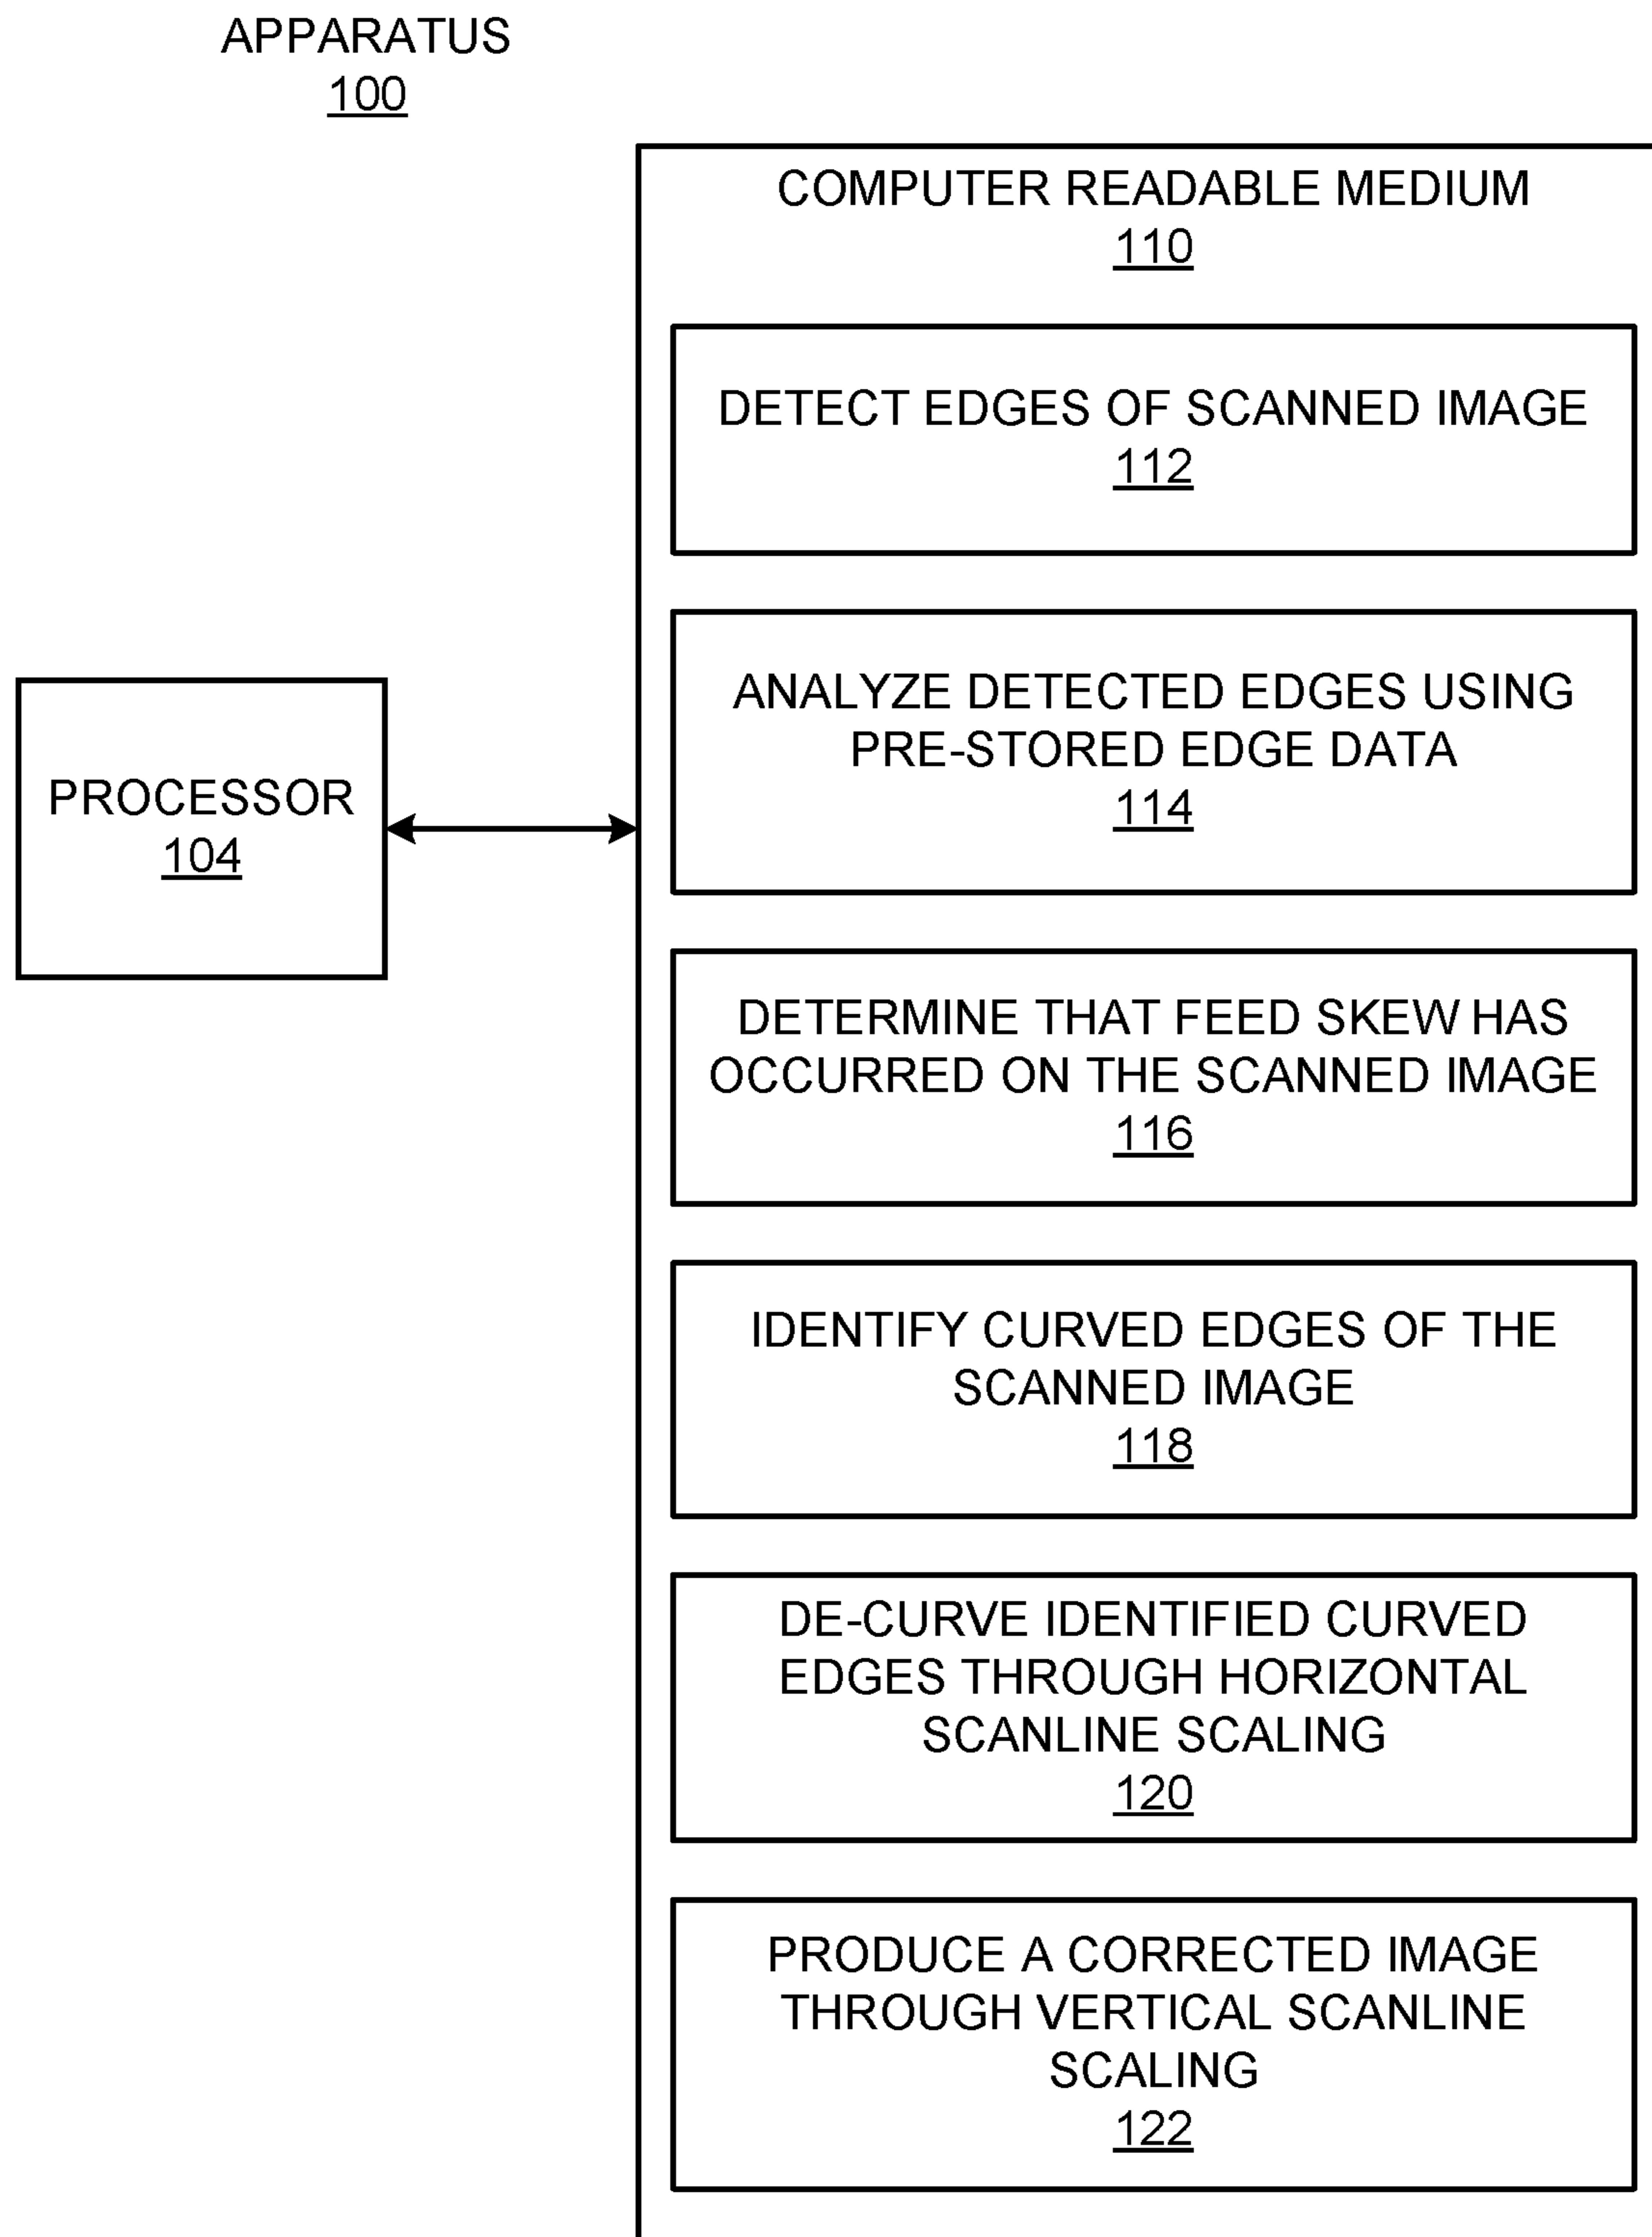 APPARATUS
100
COMPUTER READABLE MEDIUM
110
DETECT EDGES OF SCANNED IMAGE
112
ANALYZE DETECTED EDGES USING
PRE-STORED EDGE DATA
114
PROCESSOR
104
DETERMINE THAT FEED SKEW HAS
OCCURRED ON THE SCANNED IMAGE
116
IDENTIFY CURVED EDGES OF THE
SCANNED IMAGE
118
DE-CURVE IDENTIFIED CURVED
EDGES THROUGH HORIZONTAL
SCANLINE SCALING
120
PRODUCE A CORRECTED IMAGE
THROUGH VERTICAL SCANLINE
SCALING
122